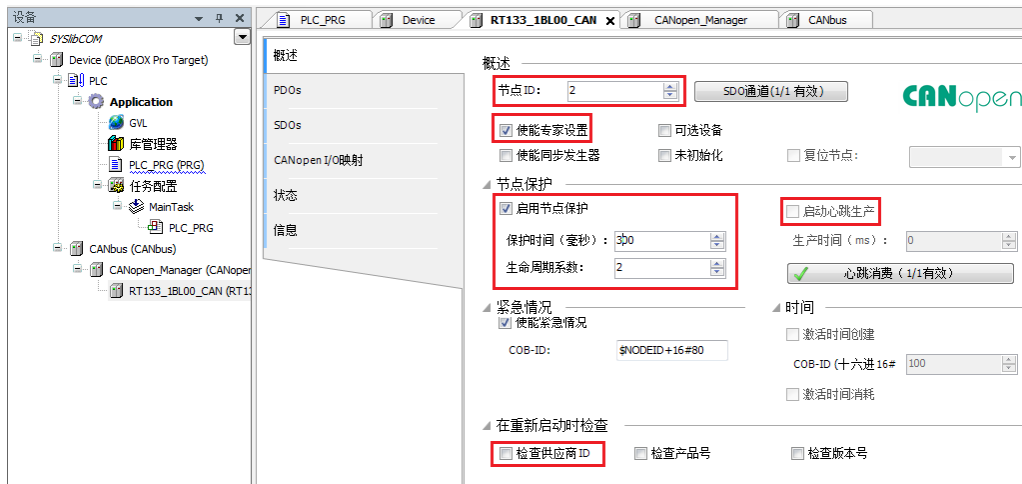 设备
SYSlibCOM
Device (iDEABOX Pro Target)
PLC
Application
GVL
库管理器
PLC_PRG (PRG)
任务配置
MainTask
PLC_PRG
CANbus (CANbus)
CANopen_Manager (CANoper
RT133_1BL00_CAN (RT1:
PLC_PRG
Device
RT133_1BL00_CAN
CANopen_Manager
CANbus
概述
PDOs
SDOs
CANopen I/O映射
状态
信息
概述
节点ID: 2 SDO通道(1/1 有效)
CANopen
使能专家设置 可选设备
使能同步发生器 未初始化 复位节点:
节点保护
启用节点保护 启动心跳生产
保护时间（毫秒）: 300 生产时间（ms）: 0
生命周期系数: 2 心跳消费（1/1有效）
紧急情况 时间
使能紧急情况 激活时间创建
COB-ID: $NODEID+16#80 COB-ID (十六进16# 100
激活时间消耗
在重新启动时检查
检查供应商ID 检查产品号 检查版本号